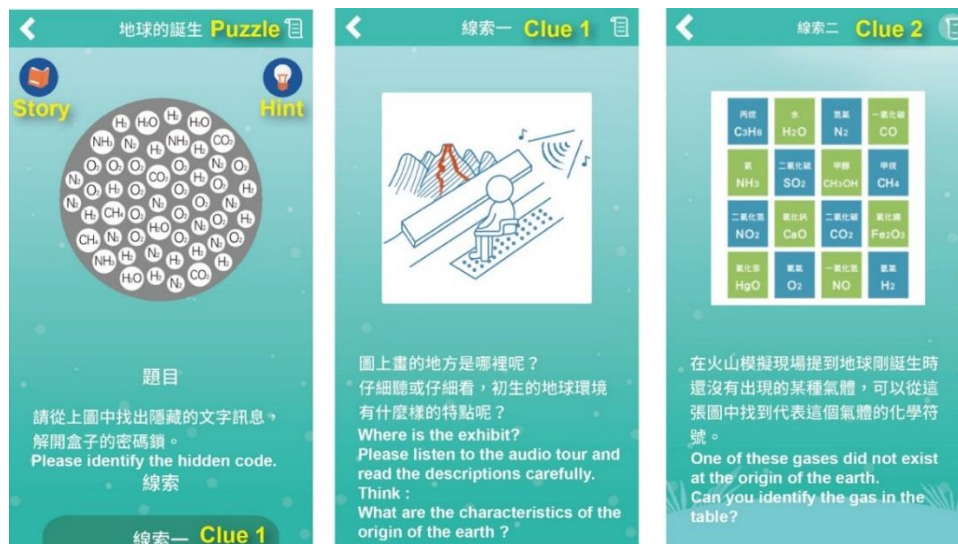 地球的誕生 Puzzle
Story
Hint
H₂
H₂ H₂O H₂O
NH₃ N₂ H₂ NH₃ H₂ CO₂
O₂ O₂ O₂ O₂ N₂ O₂
N₂ CO₂ H₂
O₂ H₂ O₂ O₂ O₂ H₂
N₂ N₂ H₂ N₂
H₂ CH₄ O₂ O₂ O₂ O₂ H₂
CH₄ N₂ O₂ H₂O O₂ O₂ N₂ O₂
NH₃ H₂ N₂ H₂ H₂ H₂
H₂O H₂ N₂ CO₂
題目
請從上圖中找出隱藏的文字訊息，
解開盒子的密碼鎖。
Please identify the hidden code.
線索
線索一 Clue 1
線索一 Clue 1
圖上畫的地方是哪裡呢？
仔細聽或仔細看，初生的地球環境
有什麼樣的特點呢？
Where is the exhibit?
Please listen to the audio tour and
read the descriptions carefully.
Think :
What are the characteristics of the
origin of the earth ?
線索二 Clue 2
丙烷 水 氮氣 一氧化碳
C3H8 H2O N2 CO
氨 二氧化硫 甲醇 甲烷
NH3 SO2 CH3OH CH4
二氧化氮 氧化鈣 二氧化碳 氧化鐵
NO2 CaO CO2 Fe2O3
氧化汞 氧氣 一氧化氮 氫氣
HgO O2 NO H2
在火山模擬現場提到地球剛誕生時
還沒有出現的某種氣體，可以從這
張圖中找到代表這個氣體的化學符
號。
One of these gases did not exist
at the origin of the earth.
Can you identify the gas in the
table?